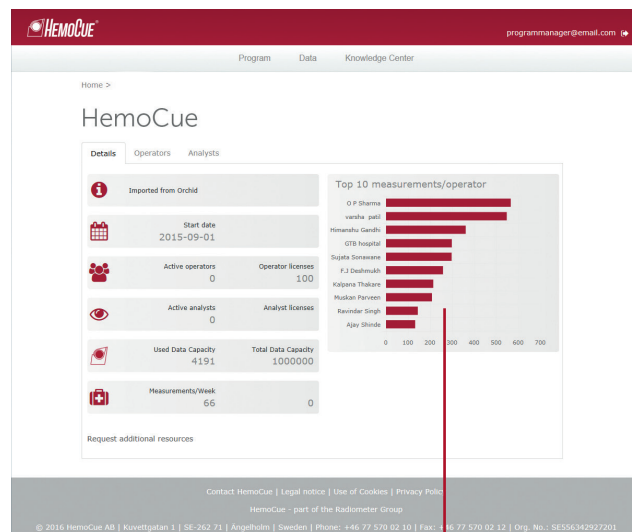 HemoCue®
programmanager@email.com
Program Data Knowledge Center
Home >
HemoCue
Details Operators Analysts
Imported from Orchid
Start date
2015-09-01
Active operators Operator licenses
0 100
Active analysts Analyst licenses
0
Used Data Capacity Total Data Capacity
4191 1000000
Measurements/Week
66 0
Request additional resources
Top 10 measurements/operator
O P Sharma
varsha patil
Himanshu Gandhi
GTB hospital
Sujata Sonawane
F.J Deshmukh
Kalpana Thakare
Muskan Parveen
Ravindar Singh
Ajay Shinde
0 100 200 300 400 500 600 700
Contact HemoCue | Legal notice | Use of Cookies | Privacy Policy
HemoCue - part of the Radiometer Group
© 2016 HemoCue AB | Kuvettgatan 1 | SE-262 71 | Ängelholm | Sweden | Phone: +46 77 570 02 10 | Fax: +46 77 570 02 12 | Org. No.: SE556342927201